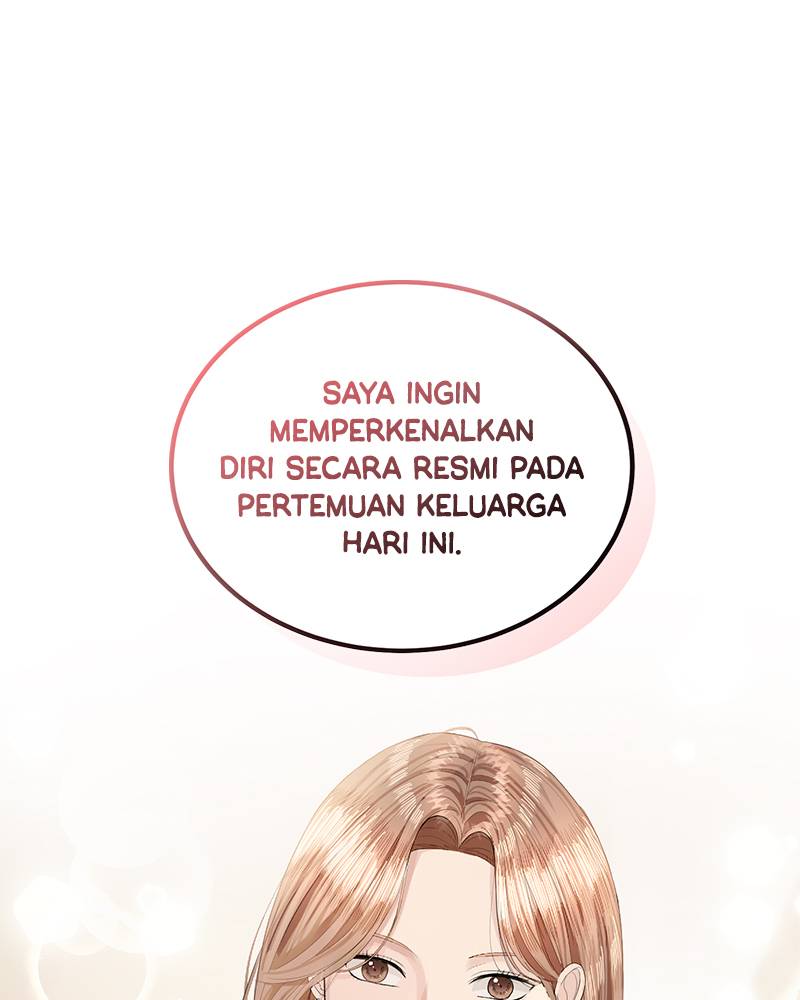 SAYA INGIN
MEMPERKENALKAN
DIRI SECARA RESMI PADA
PERTEMUAN KELUARGA
HARI INI.